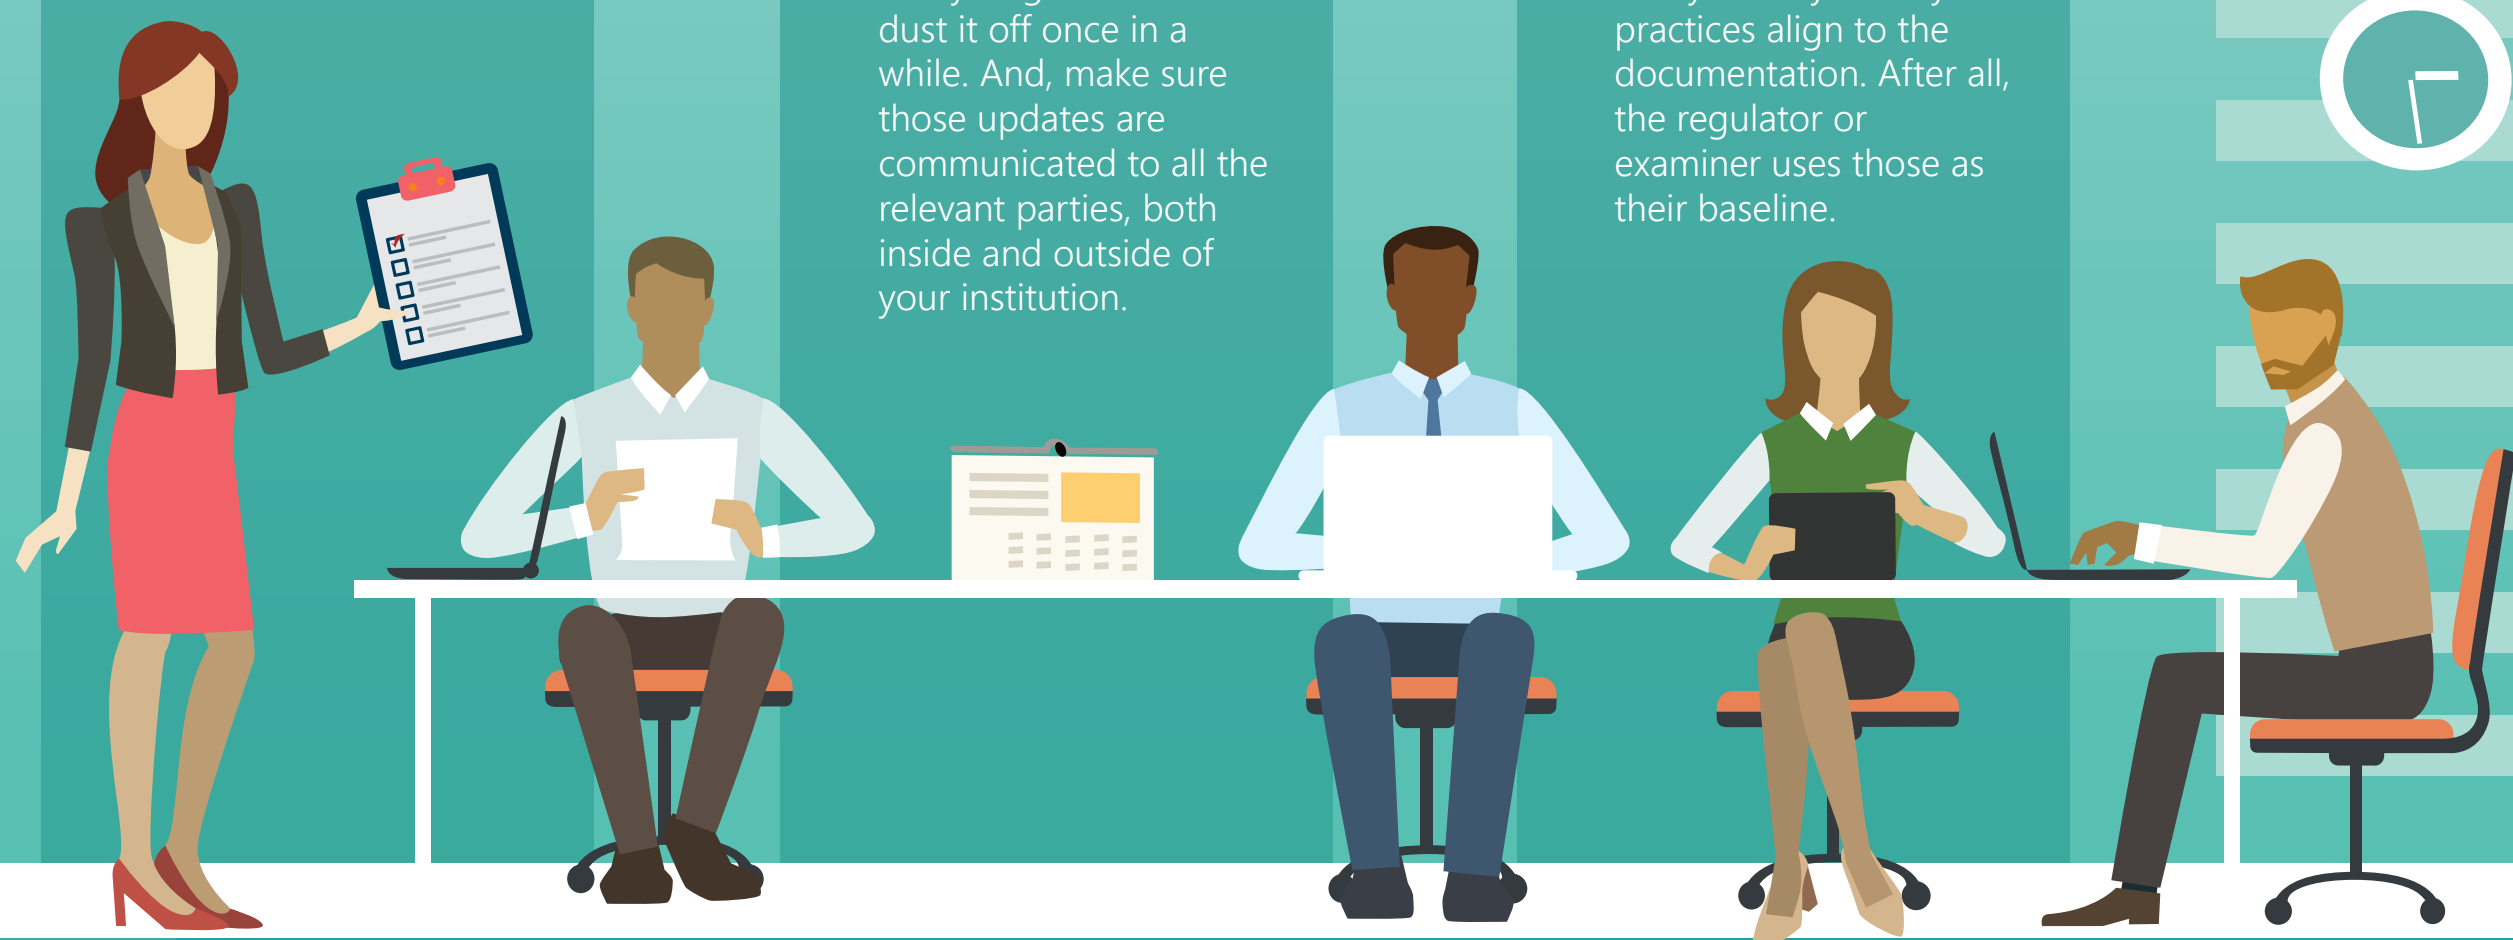 dust it off once in a
while. And, make sure
those updates are
communicated to all the
relevant parties, both
inside and outside of
your institution.
practices align to the
documentation. After all,
the regulator or
examiner uses those as
their baseline.